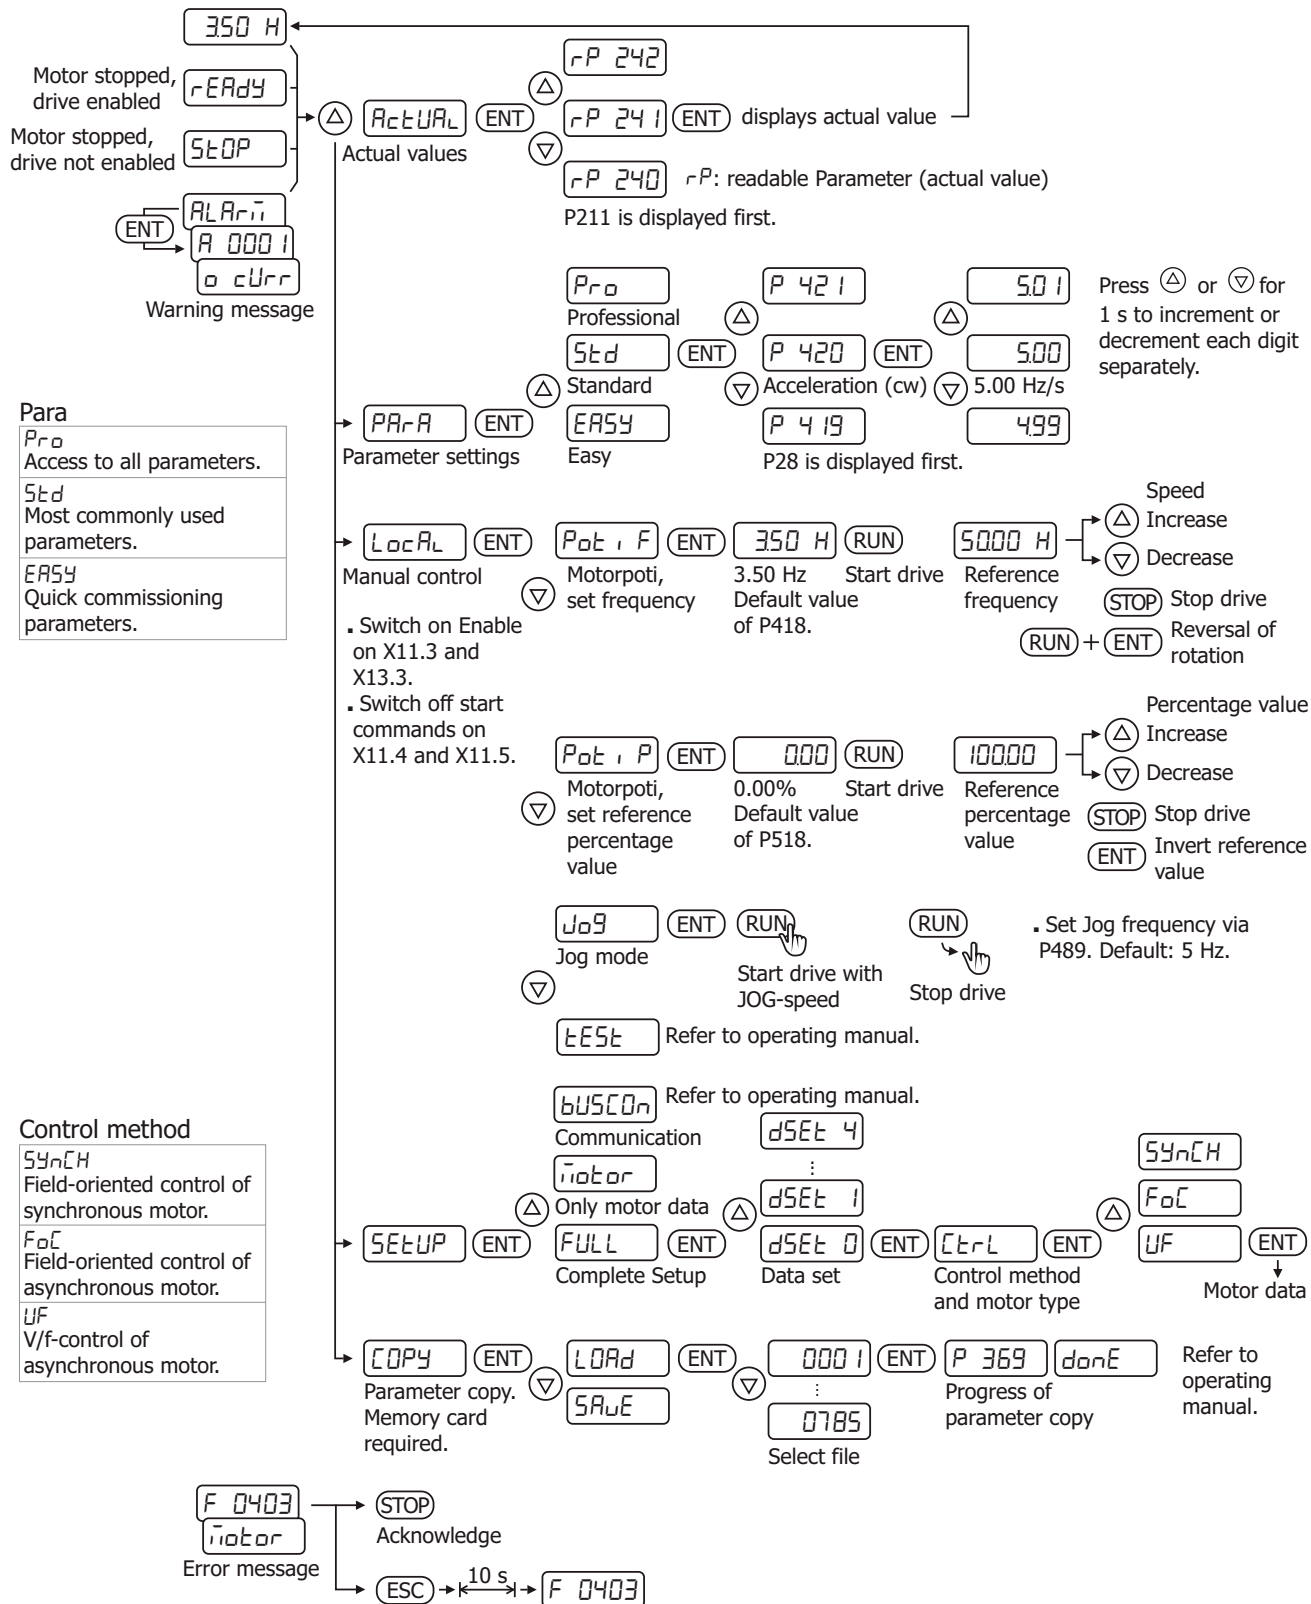 3.50 H
Motor stopped,
drive enabled
rEAdY
Motor stopped,
drive not enabled
StOP
ENT
ALArm
A 0001
o cUrr
Warning message
ActUAL
ENT
Actual values
rP 242
rP 241
ENT
displays actual value
rP 240
rP: readable Parameter (actual value)
P211 is displayed first.
Para
Pro
Access to all parameters.
Std
Most commonly used
parameters.
EASY
Quick commissioning
parameters.
PArA
ENT
Parameter settings
Pro
Professional
Std
ENT
Standard
EASY
Easy
P 421
P 420
ENT
Acceleration (cw)
P 419
P28 is displayed first.
5.01
5.00
5.00 Hz/s
4.99
Press or for
1 s to increment or
decrement each digit
separately.
LocAL
ENT
Manual control
. Switch on Enable
on X11.3 and
X13.3.
. Switch off start
commands on
X11.4 and X11.5.
Poti F
ENT
Motorpoti,
set frequency
3.50 H
RUN
3.50 Hz
Default value
of P418.
Start drive
50.00 H
Reference
frequency
Speed
Increase
Decrease
STOP Stop drive
RUN + ENT Reversal of
rotation
Poti P
ENT
Motorpoti,
set reference
percentage
value
0.00
RUN
0.00%
Default value
of P518.
Start drive
100.00
Reference
percentage
value
Percentage value
Increase
Decrease
STOP Stop drive
ENT Invert reference
value
Jog
ENT
RUN
Jog mode
Start drive with
JOG-speed
RUN
Stop drive
. Set Jog frequency via
P489. Default: 5 Hz.
tESt
Refer to operating manual.
Control method
SYnCH
Field-oriented control of
synchronous motor.
FoC
Field-oriented control of
asynchronous motor.
UF
V/f-control of
asynchronous motor.
SEtUP
ENT
bUSCOn
Refer to operating manual.
Communication
motor
Only motor data
FULL
ENT
Complete Setup
dSEt 4
dSEt 1
dSEt 0
ENT
Data set
CtrL
ENT
Control method
and motor type
SYnCH
FoC
UF
ENT
Motor data
COPY
ENT
Parameter copy.
Memory card
required.
LOAd
ENT
SAvE
0001
ENT
0785
Select file
P 369
donE
Progress of
parameter copy
Refer to
operating
manual.
F 0403
motor
Error message
STOP
Acknowledge
ESC
10 s
F 0403